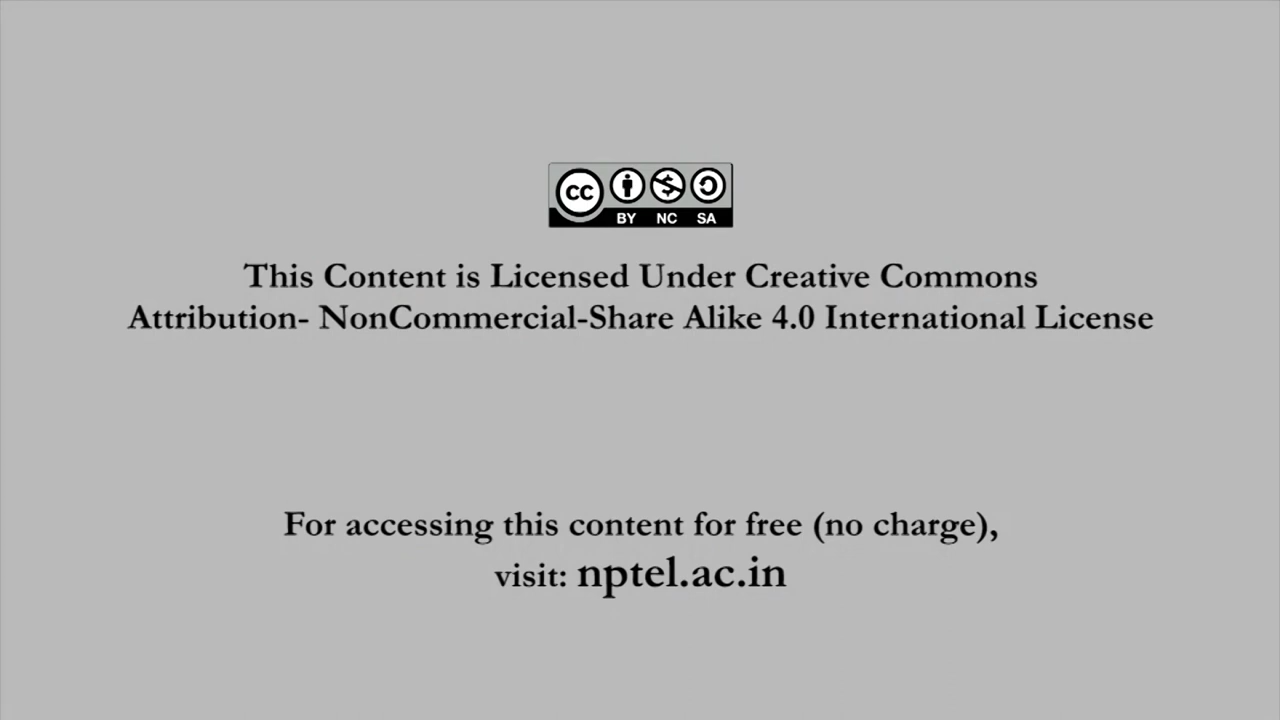 CC BY NC SA
This Content is Licensed Under Creative Commons
Attribution- NonCommercial-Share Alike 4.0 International License
For accessing this content for free (no charge),
visit: nptel.ac.in